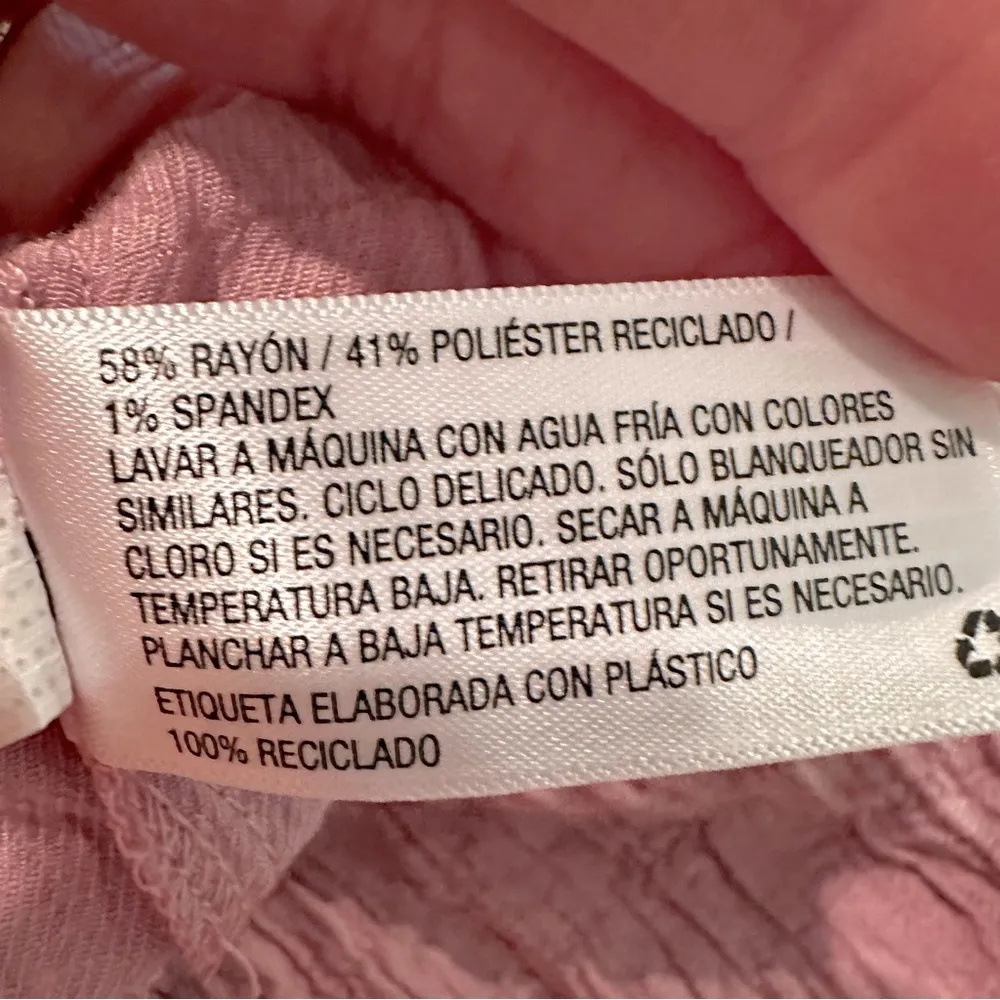 58% RAYÓN / 41% POLIÉSTER RECICLADO /
1% SPANDEX
LAVAR A MÁQUINA CON AGUA FRÍA CON COLORES
SIMILARES. CICLO DELICADO. SÓLO BLANQUEADOR SIN
CLORO SI ES NECESARIO. SECAR A MÁQUINA A
TEMPERATURA BAJA. RETIRAR OPORTUNAMENTE.
PLANCHAR A BAJA TEMPERATURA SI ES NECESARIO.
ETIQUETA ELABORADA CON PLÁSTICO
100% RECICLADO